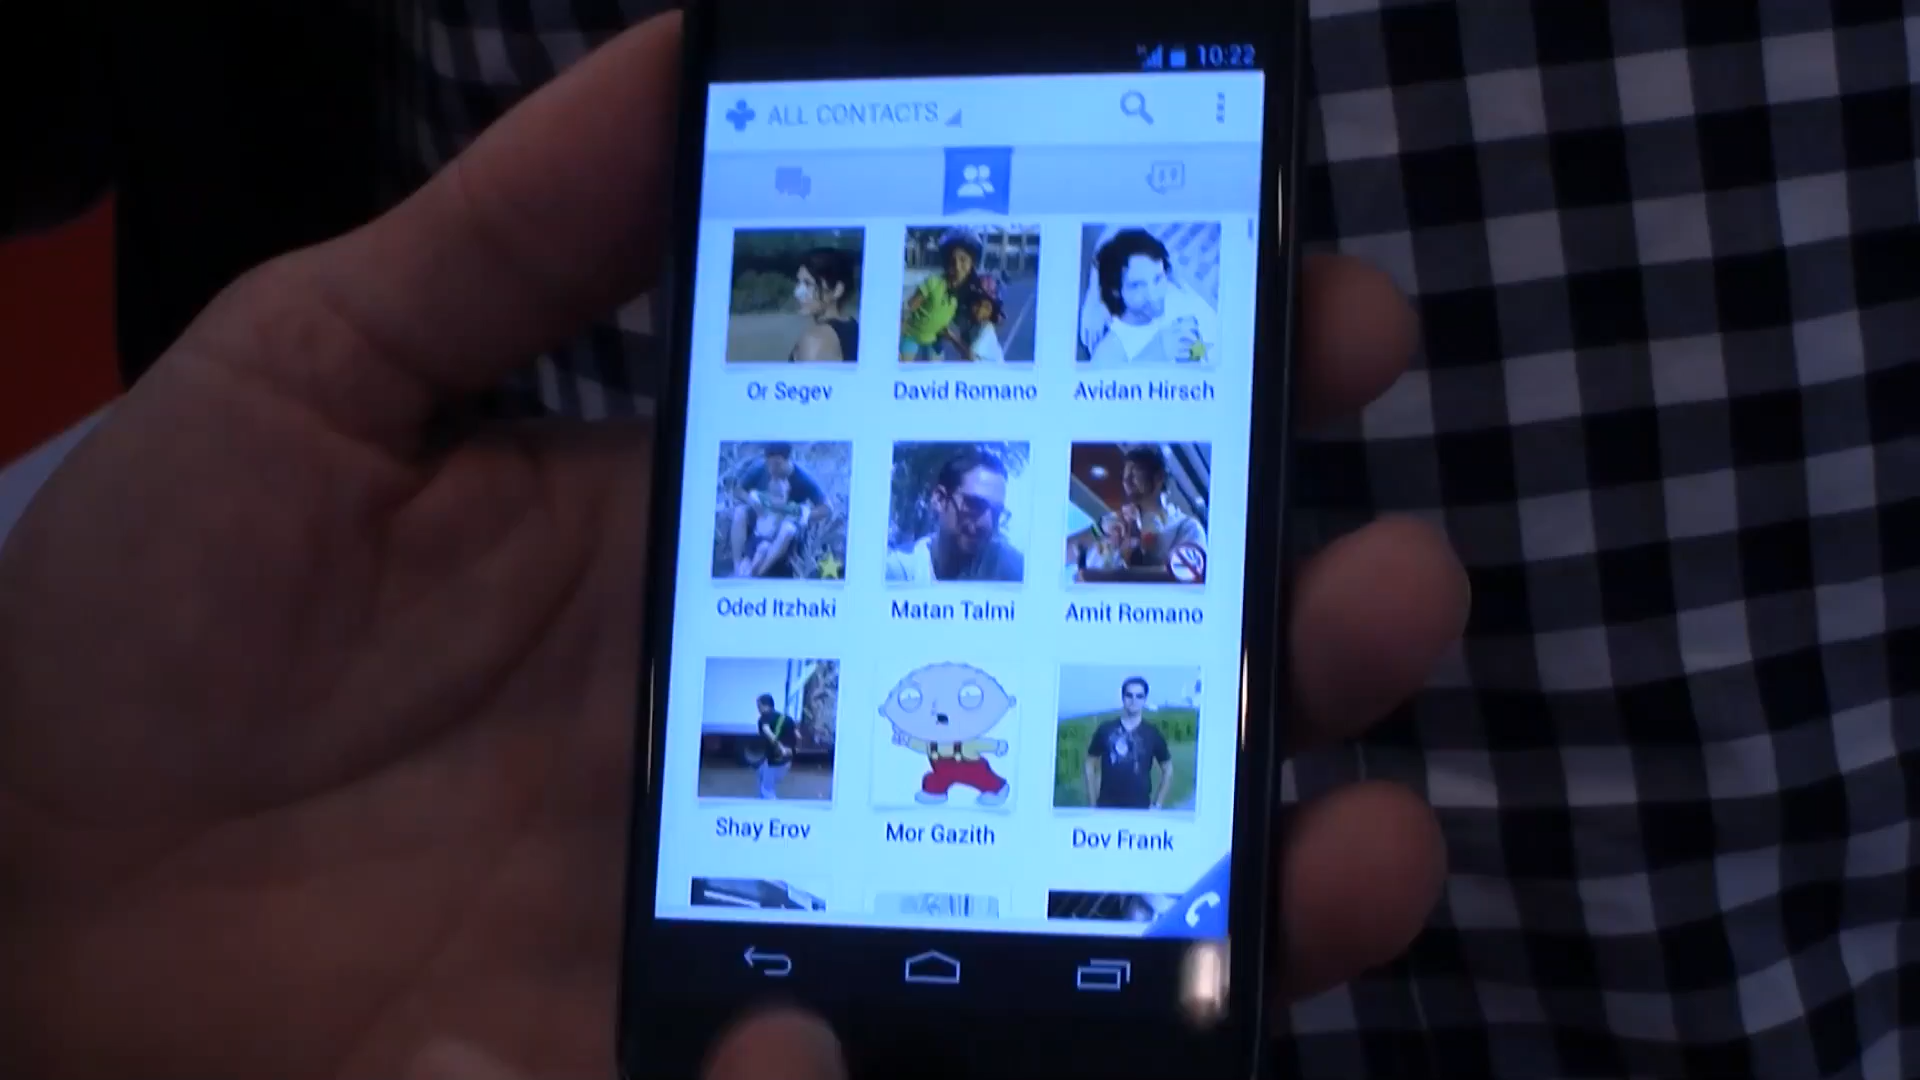 10:22
ALL CONTACTS
Or Segev
David Romano
Avidan Hirsch
Oded Itzhaki
Matan Talmi
Amit Romano
Shay Erov
Mor Gazith
Dov Frank